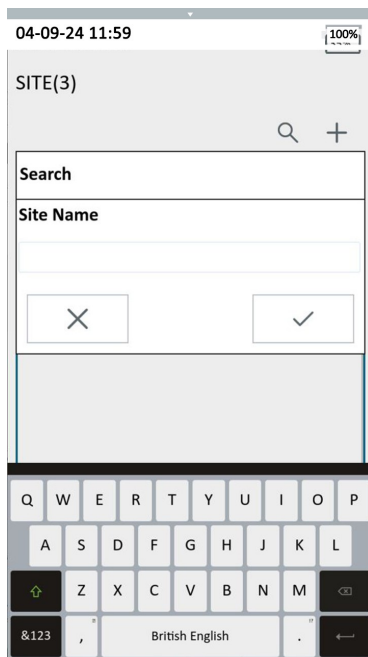 04-09-24 11:59
100%
SITE(3)
Search
Site Name
Q W E R T Y U I O P
A S D F G H J K L
Z X C V B N M
&123 , British English .